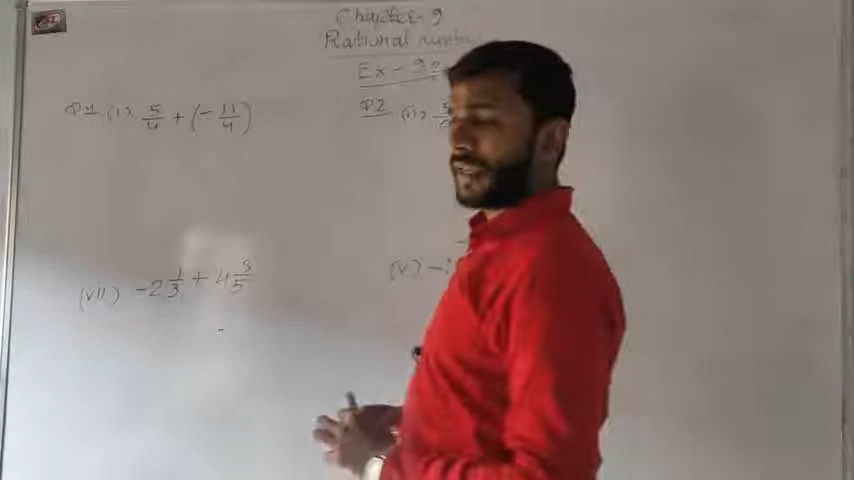 Chapter-9
Rational number
Ex-9.2
Q1 (i) 5/4 + (-11/4)
Q2 (i) 5/
(vii) -2 1/3 + 4 3/5
(v) -